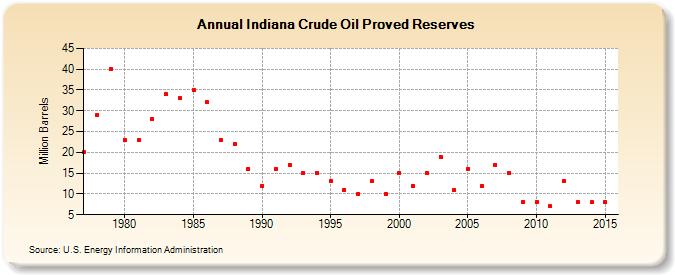 Annual Indiana Crude Oil Proved Reserves
Million Barrels
45
40
35
30
25
20
15
10
5
1980 1985 1990 1995 2000 2005 2010 2015
Source: U.S. Energy Information Administration